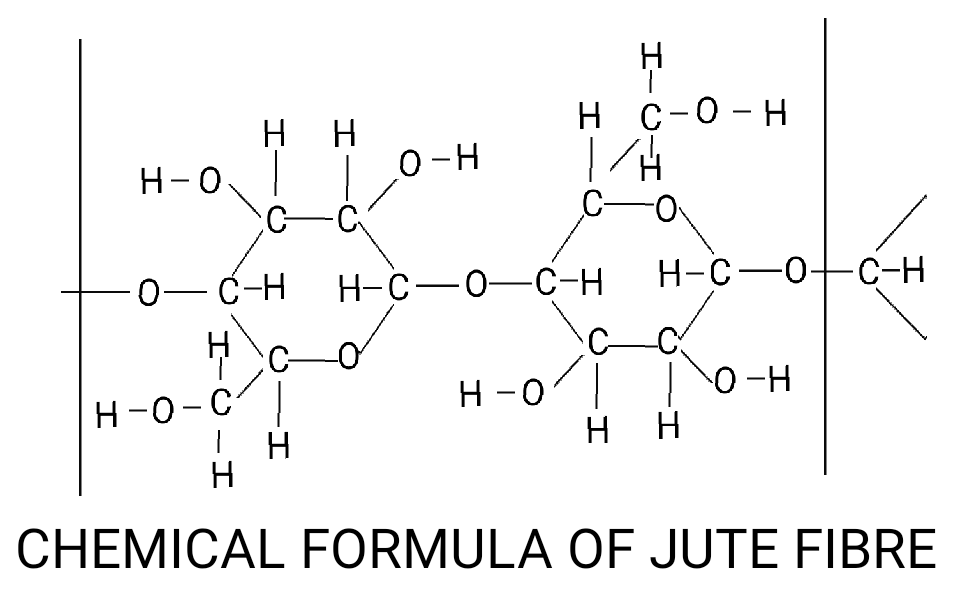 H
H C – O – H
H H O – H H
H – O
C O
C C
H – C O – C – H
O C – H H – C O C – H
H C C
C O H – O O – H
H – O – C
H H H
H
CHEMICAL FORMULA OF JUTE FIBRE